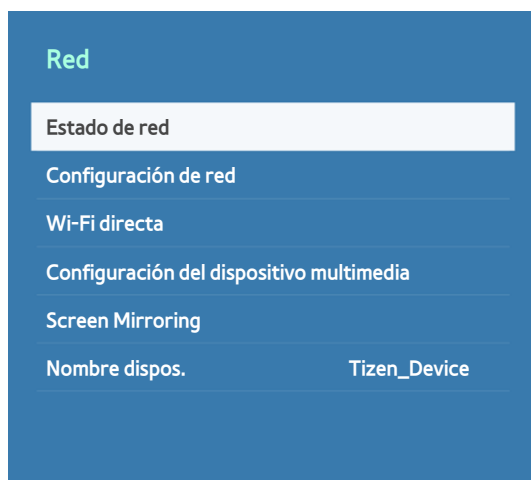 Red
Estado de red
Configuración de red
Wi-Fi directa
Configuración del dispositivo multimedia
Screen Mirroring
Nombre dispos. Tizen_Device